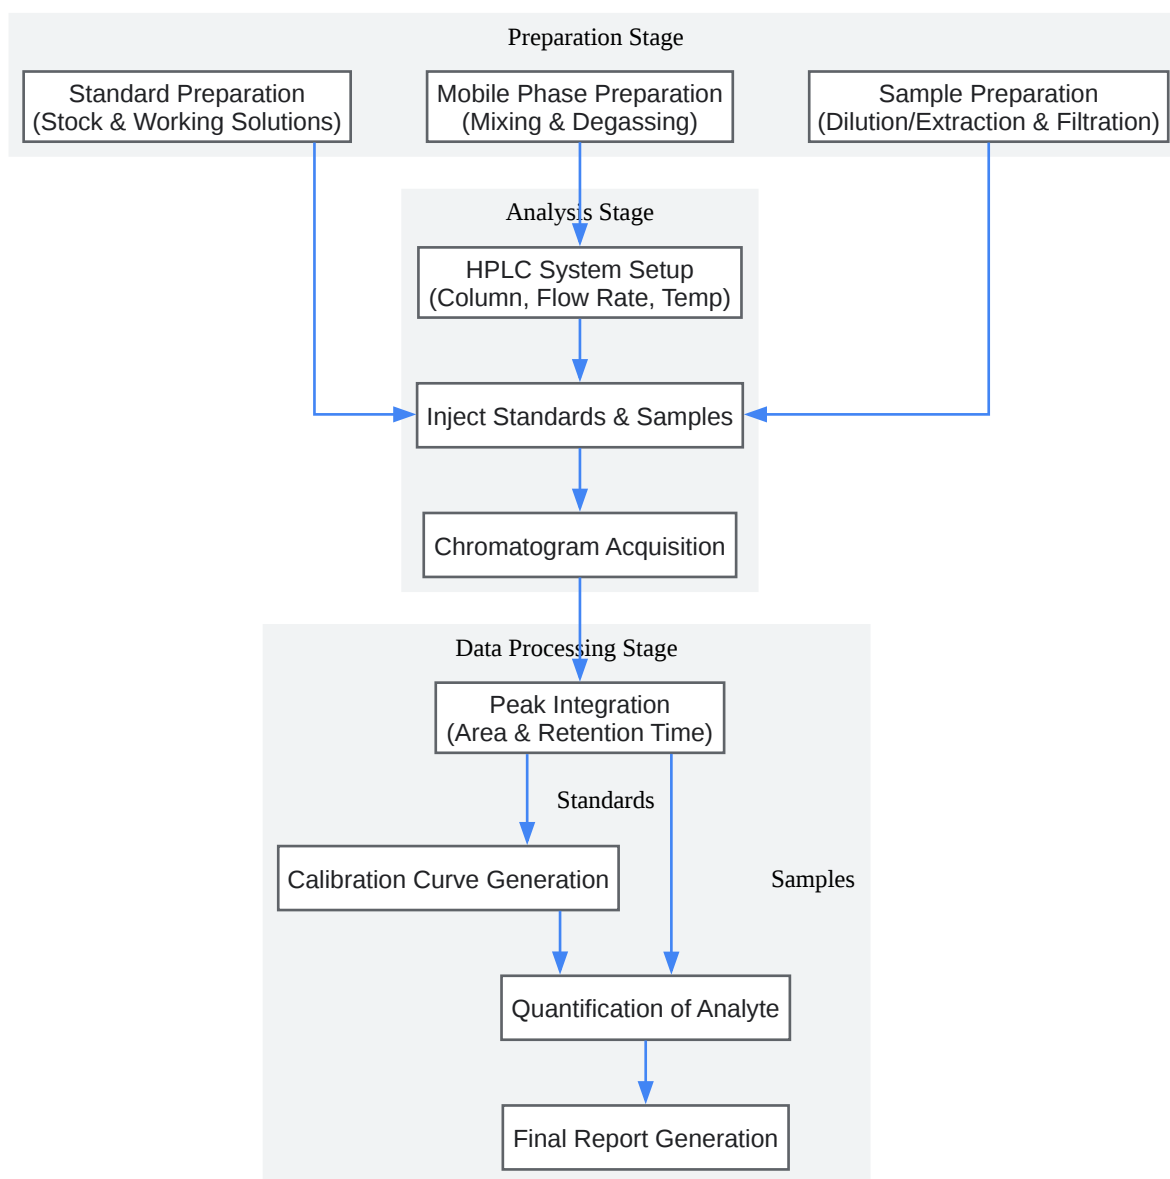 Preparation Stage
Standard Preparation
(Stock & Working Solutions)
Mobile Phase Preparation
(Mixing & Degassing)
Sample Preparation
(Dilution/Extraction & Filtration)
Analysis Stage
HPLC System Setup
(Column, Flow Rate, Temp)
Inject Standards & Samples
Chromatogram Acquisition
Data Processing Stage
Peak Integration
(Area & Retention Time)
Standards
Calibration Curve Generation
Samples
Quantification of Analyte
Final Report Generation